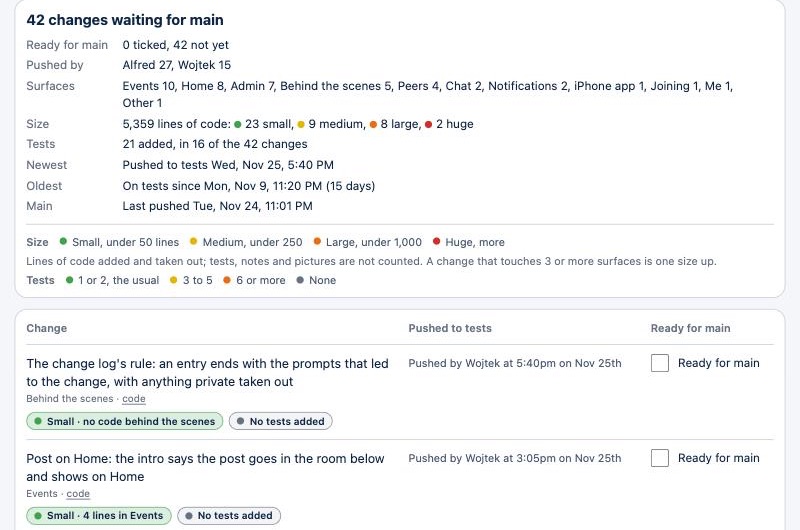 42 changes waiting for main
Ready for main 0 ticked, 42 not yet
Pushed by Alfred 27, Wojtek 15
Surfaces Events 10, Home 8, Admin 7, Behind the scenes 5, Peers 4, Chat 2, Notifications 2, iPhone app 1, Joining 1, Me 1,
Other 1
Size 5,359 lines of code: 23 small, 9 medium, 8 large, 2 huge
Tests 21 added, in 16 of the 42 changes
Newest Pushed to tests Wed, Nov 25, 5:40 PM
Oldest On tests since Mon, Nov 9, 11:20 PM (15 days)
Main Last pushed Tue, Nov 24, 11:01 PM
Size Small, under 50 lines Medium, under 250 Large, under 1,000 Huge, more
Lines of code added and taken out; tests, notes and pictures are not counted. A change that touches 3 or more surfaces is one size up.
Tests 1 or 2, the usual 3 to 5 6 or more None
Change Pushed to tests Ready for main
The change log's rule: an entry ends with the prompts that led Pushed by Wojtek at 5:40pm on Nov 25th Ready for main
to the change, with anything private taken out
Behind the scenes · code
Small · no code behind the scenes No tests added
Post on Home: the intro says the post goes in the room below Pushed by Wojtek at 3:05pm on Nov 25th Ready for main
and shows on Home
Events · code
Small · 4 lines in Events No tests added